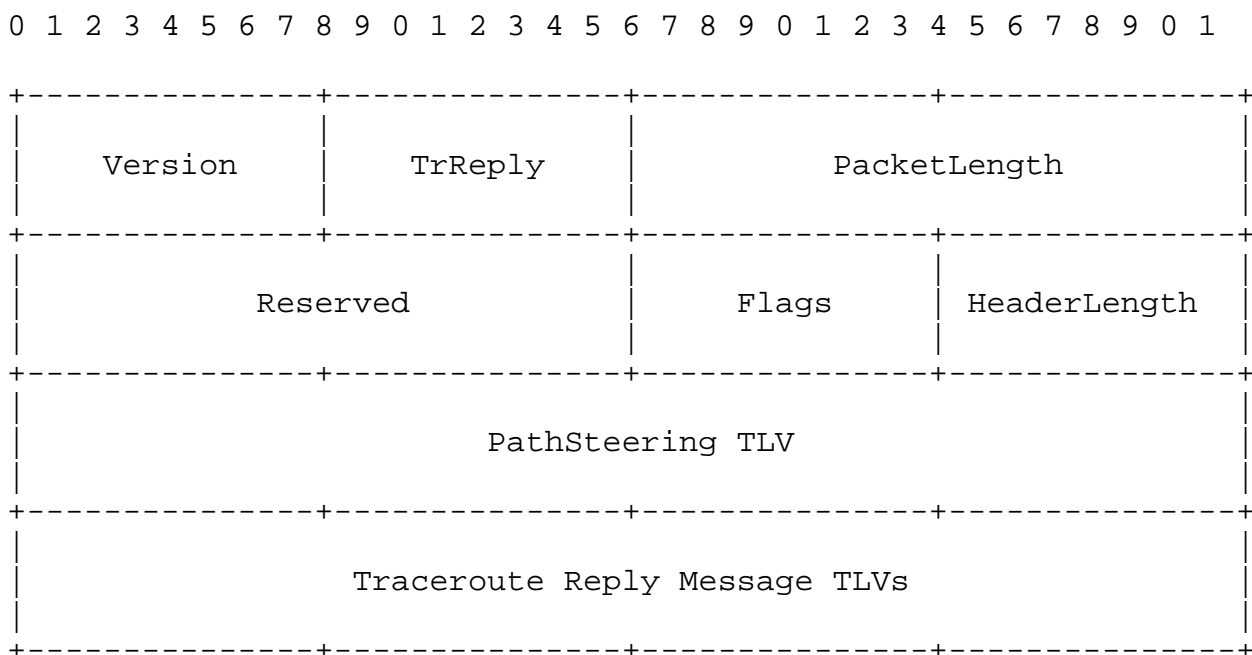 0 1 2 3 4 5 6 7 8 9 0 1 2 3 4 5 6 7 8 9 0 1 2 3 4 5 6 7 8 9 0 1
Version TrReply PacketLength
Reserved Flags HeaderLength
PathSteering TLV
Traceroute Reply Message TLVs